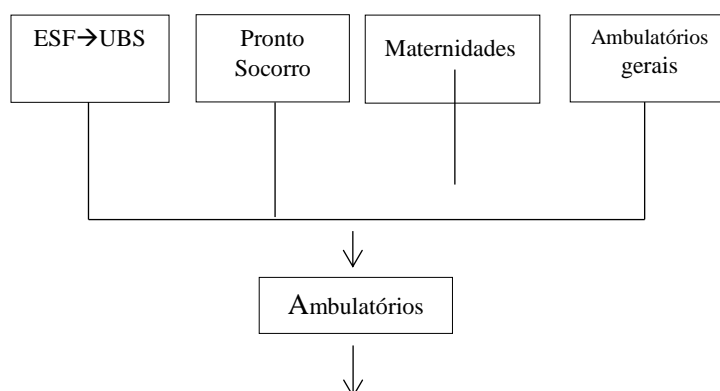 ESF→UBS
Pronto
Socorro
Maternidades
Ambulatórios
gerais
Ambulatórios